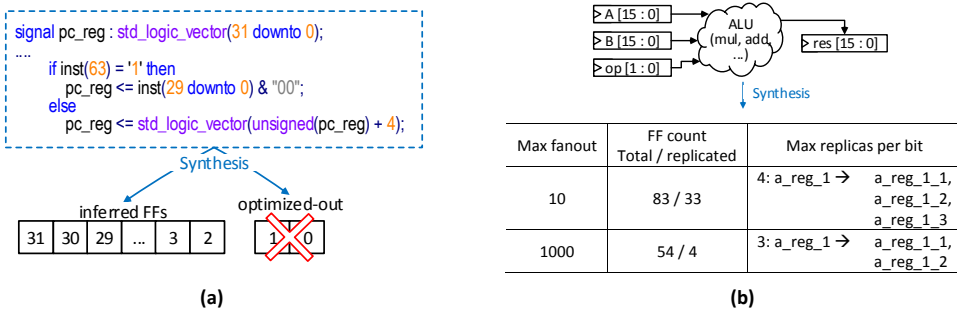 signal pc_reg : std_logic_vector(31 downto 0);
....
if inst(63) = '1' then
pc_reg <= inst(29 downto 0) & "00";
else
pc_reg <= std_logic_vector(unsigned(pc_reg) + 4);
Synthesis
inferred FFs
optimized-out
31 30 29 ... 3 2
1 0
(a)
A [15 : 0]
B [15 : 0]
op [1 : 0]
ALU
(mul, add,
...)
res [15 : 0]
Synthesis
Max fanout
FF count
Total / replicated
Max replicas per bit
10
83 / 33
4: a_reg_1 → a_reg_1_1,
a_reg_1_2,
a_reg_1_3
1000
54 / 4
3: a_reg_1 → a_reg_1_1,
a_reg_1_2
(b)